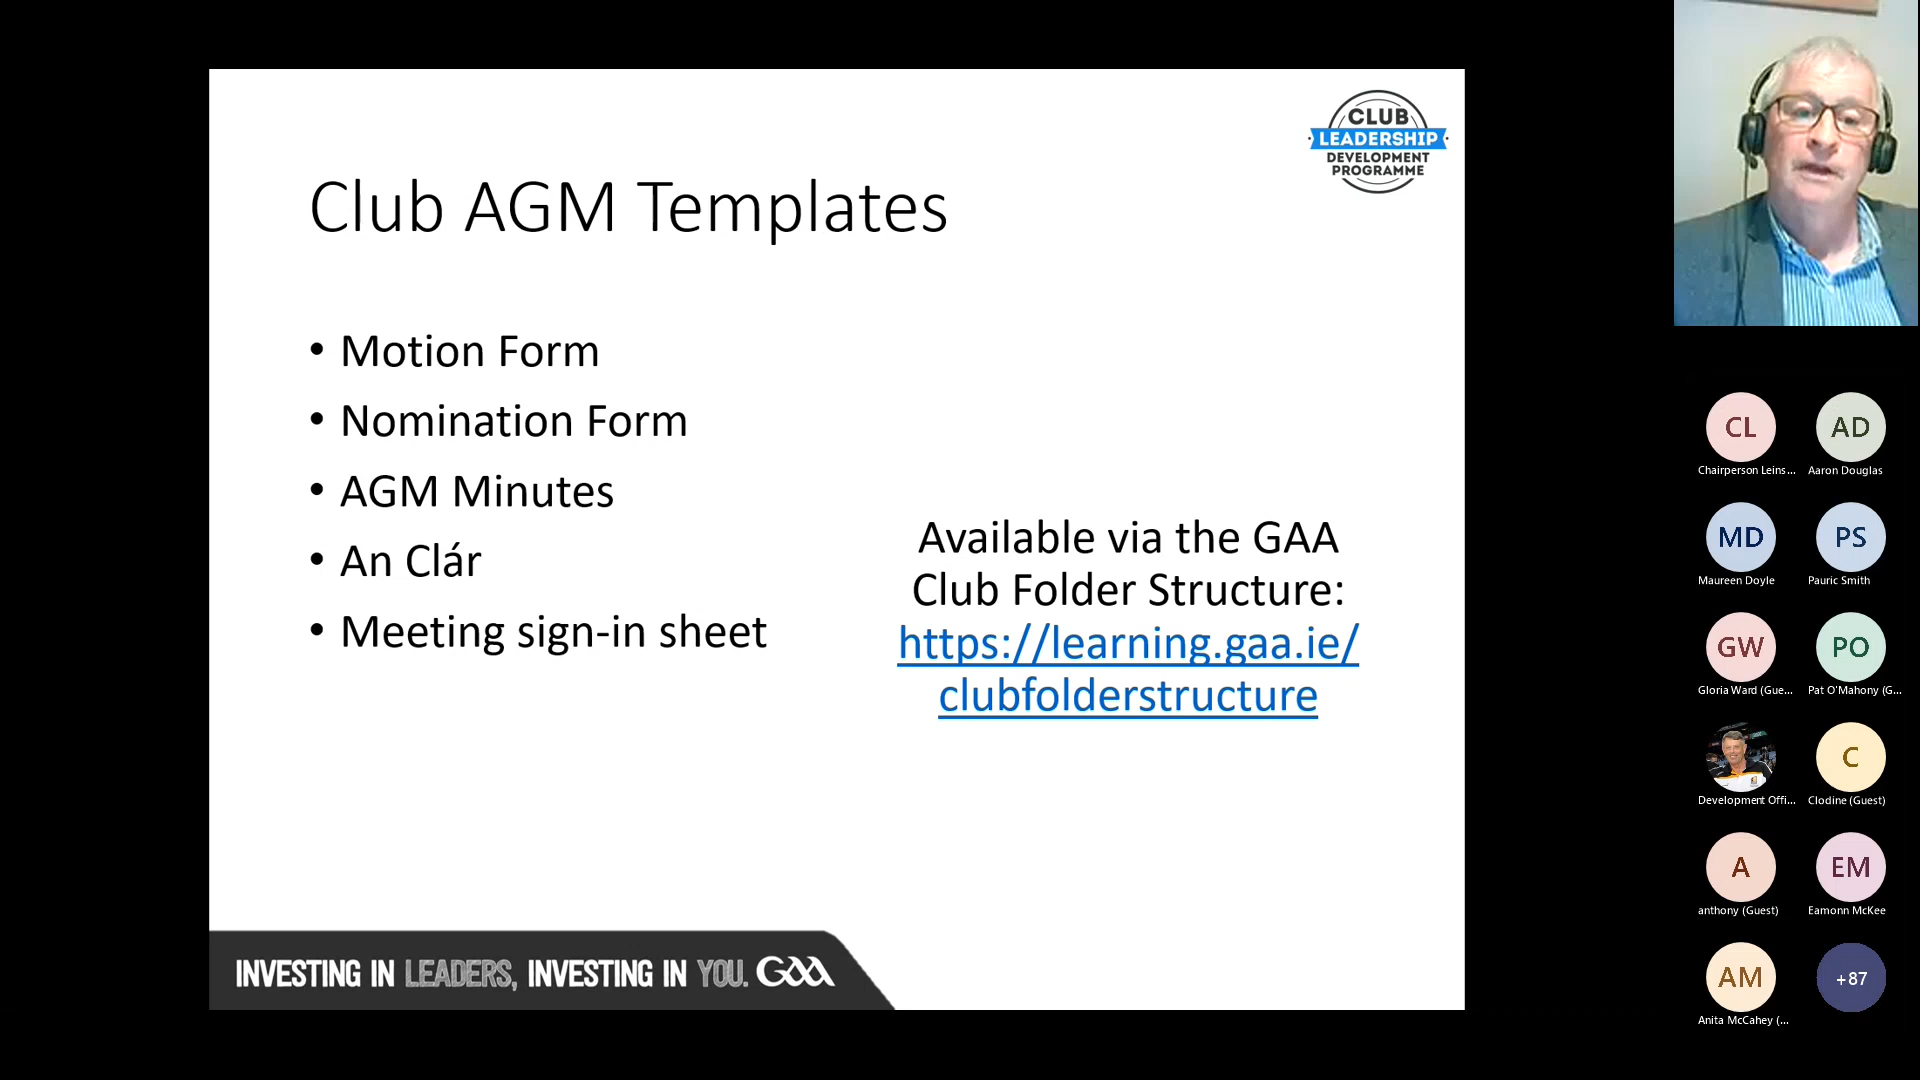 CLUB
LEADERSHIP
DEVELOPMENT
PROGRAMME
Club AGM Templates
• Motion Form
• Nomination Form
• AGM Minutes
• An Clár
• Meeting sign-in sheet
Available via the GAA
Club Folder Structure:
https://learning.gaa.ie/
clubfolderstructure
INVESTING IN LEADERS, INVESTING IN YOU. GAA
CL
AD
Chairperson Leins...
Aaron Douglas
MD
PS
Maureen Doyle
Pauric Smith
GW
PO
Gloria Ward (Gue...
Pat O'Mahony (G...
C
Development Offi...
Clodine (Guest)
A
EM
anthony (Guest)
Eamonn McKee
AM
+87
Anita McCahey (...